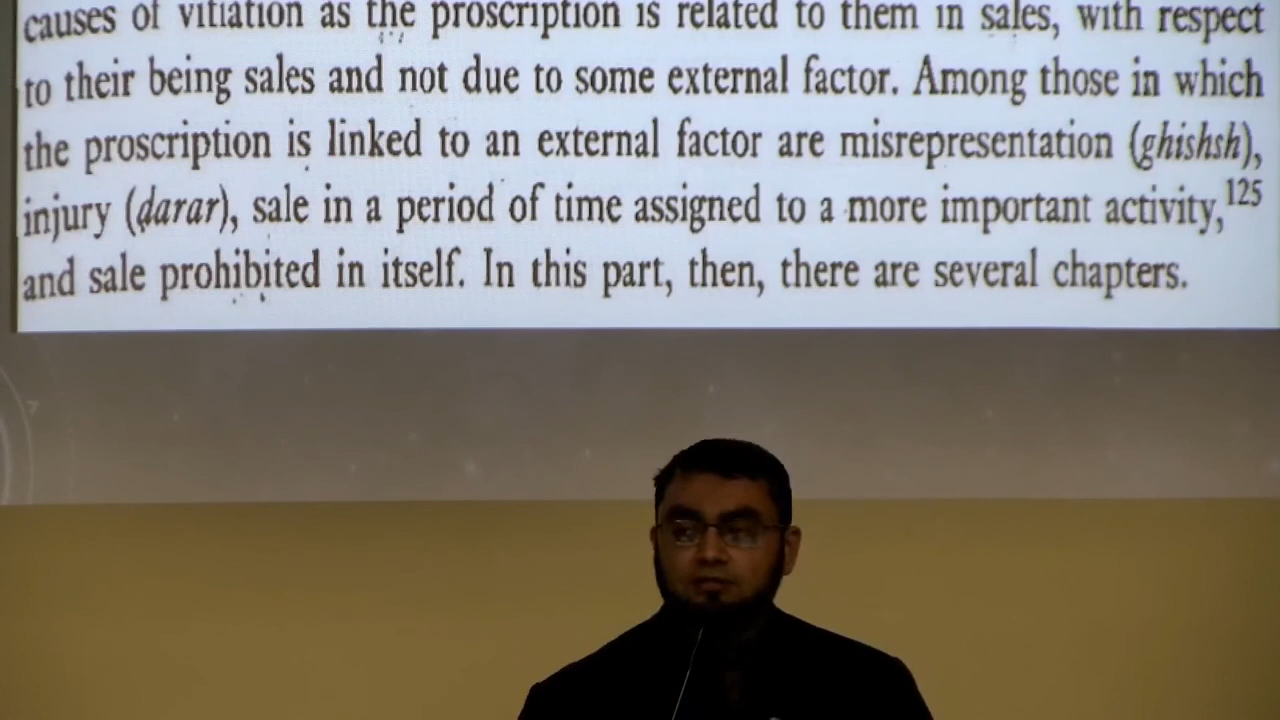 causes of vitiation as the proscription is related to them in sales, with respect
to their being sales and not due to some external factor. Among those in which
the proscription is linked to an external factor are misrepresentation (ghishsh),
injury (ḍarar), sale in a period of time assigned to a more important activity,125
and sale prohibited in itself. In this part, then, there are several chapters.